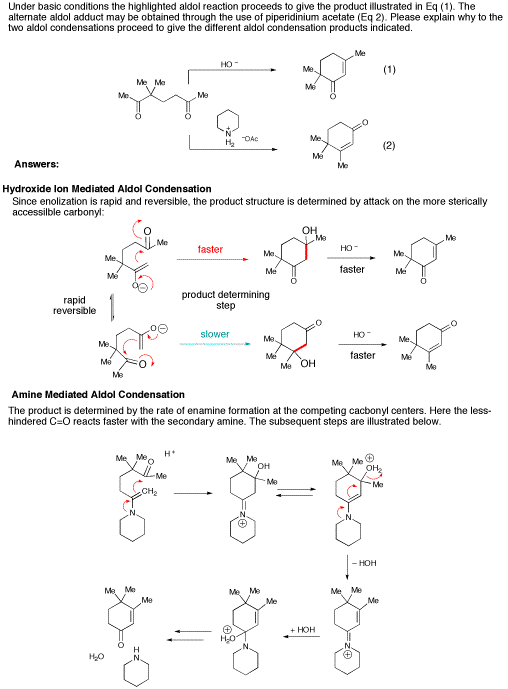 Under basic conditions the highlighted aldol reaction proceeds to give the product illustrated in Eq (1). The
alternate aldol adduct may be obtained through the use of piperidinium acetate (Eq 2). Please explain why to the
two aldol condensations proceed to give the different aldol condensation products indicated.
Me
HO –
Me
Me
O
(1)
Me Me
Me
Me
O
O
N
H2
+
–OAc
O
Me
Me
Me
(2)
Answers:
Hydroxide Ion Mediated Aldol Condensation
Since enolization is rapid and reversible, the product structure is determined by attack on the more sterically
accessiblle carbonyl:
O
Me
Me
Me
O
–
faster
OH
Me
Me
Me
O
HO –
faster
Me
Me
Me
O
rapid
reversible
product determining
step
O
–
Me
Me
O
Me
slower
O
Me
Me
Me
OH
HO –
faster
O
Me
Me
Me
Amine Mediated Aldol Condensation
The product is determined by the rate of enamine formation at the competing cacbonyl centers. Here the less-
hindered C=O reacts faster with the secondary amine. The subsequent steps are illustrated below.
Me Me
O
Me
CH2
N
H+
Me Me
OH
Me
N
+
Me Me
+
OH2
Me
N
– HOH
Me Me
Me
O
H2O
H
N
Me Me
Me
+
H2O
N
+ HOH
Me Me
Me
N
+